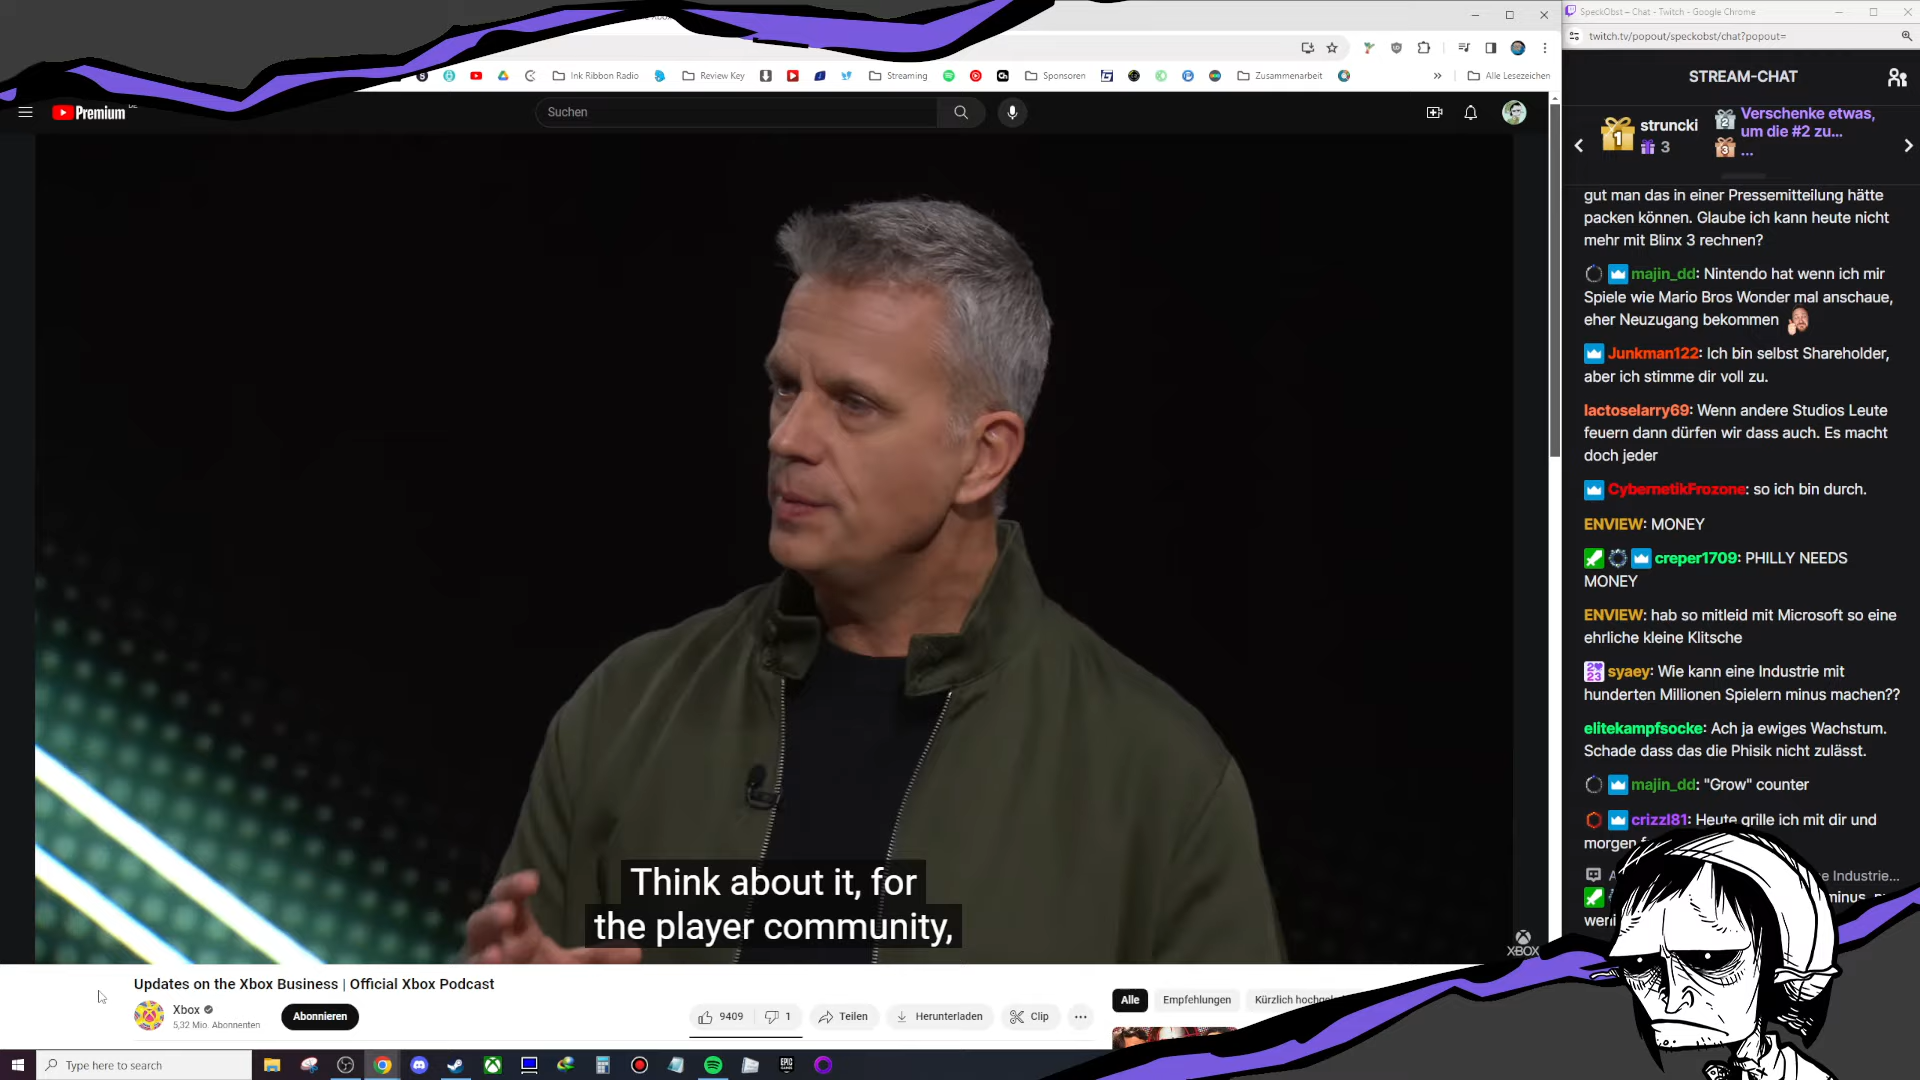 SpeckObst – Chat - Twitch - Google Chrome
twitch.tv/popout/speckobst/chat?popout=
Ink Ribbon Radio
Review Key
Streaming
Sponsoren
Zusammenarbeit
Alle Lesezeichen
Premium
DE
Suchen
STREAM-CHAT
1
struncki
3
2
3
Verschenke etwas,
um die #2 zu...
...
gut man das in einer Pressemitteilung hätte
packen können. Glaube ich kann heute nicht
mehr mit Blinx 3 rechnen?
majin_dd: Nintendo hat wenn ich mir
Spiele wie Mario Bros Wonder mal anschaue,
eher Neuzugang bekommen
Junkman122: Ich bin selbst Shareholder,
aber ich stimme dir voll zu.
lactoselarry69: Wenn andere Studios Leute
feuern dann dürfen wir dass auch. Es macht
doch jeder
CybernetikFrozone: so ich bin durch.
ENVIEW: MONEY
creper1709: PHILLY NEEDS
MONEY
ENVIEW: hab so mitleid mit Microsoft so eine
ehrliche kleine Klitsche
syaey: Wie kann eine Industrie mit
hunderten Millionen Spielern minus machen??
elitekampfsocke: Ach ja ewiges Wachstum.
Schade dass das die Phisik nicht zulässt.
majin_dd: "Grow" counter
crizzl81: Heute grille ich mit dir und
morgen
Industrie...
minus,
Think about it, for
the player community,
XBOX
Updates on the Xbox Business | Official Xbox Podcast
Xbox
5,32 Mio. Abonnenten
Abonnieren
9409
1
Teilen
Herunterladen
Clip
Alle
Empfehlungen
Kürzlich
Type here to search